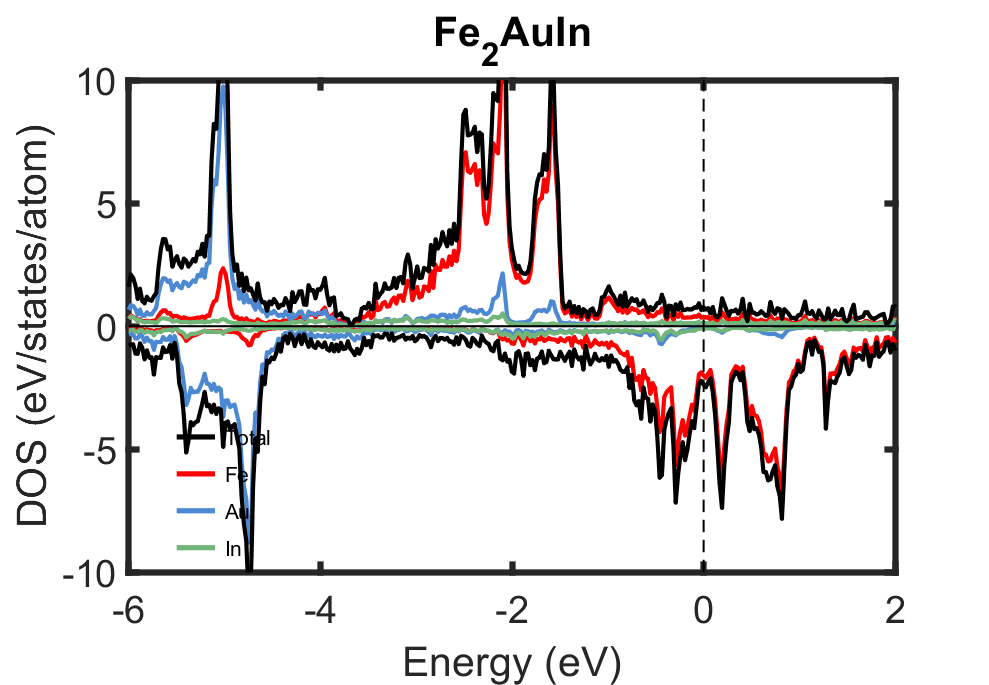 Fe2AuIn
10
5
0
-5
-10
DOS (eV/states/atom)
Total
Fe
Au
In
-6 -4 -2 0 2
Energy (eV)